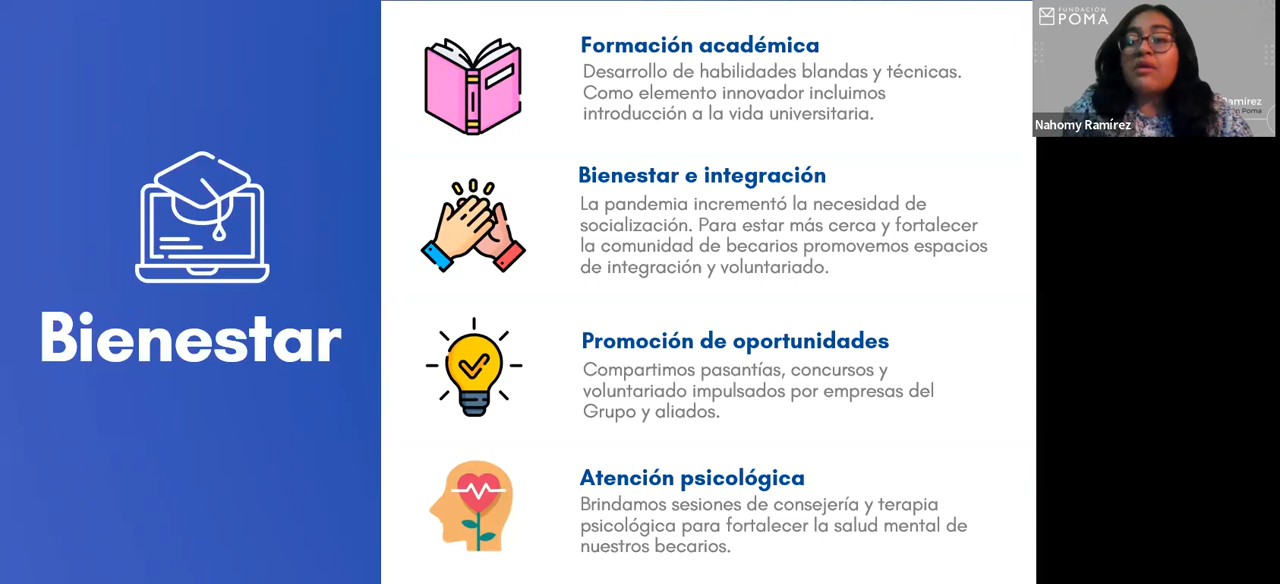 Bienestar
Formación académica
Desarrollo de habilidades blandas y técnicas.
Como elemento innovador incluimos
introducción a la vida universitaria.
Bienestar e integración
La pandemia incrementó la necesidad de
socialización. Para estar más cerca y fortalecer
la comunidad de becarios promovemos espacios
de integración y voluntariado.
Promoción de oportunidades
Compartimos pasantías, concursos y
voluntariado impulsados por empresas del
Grupo y aliados.
Atención psicológica
Brindamos sesiones de consejería y terapia
psicológica para fortalecer la salud mental de
nuestros becarios.
FUNDACIÓN
POMA
Ramírez
Poma
Nahomy Ramírez